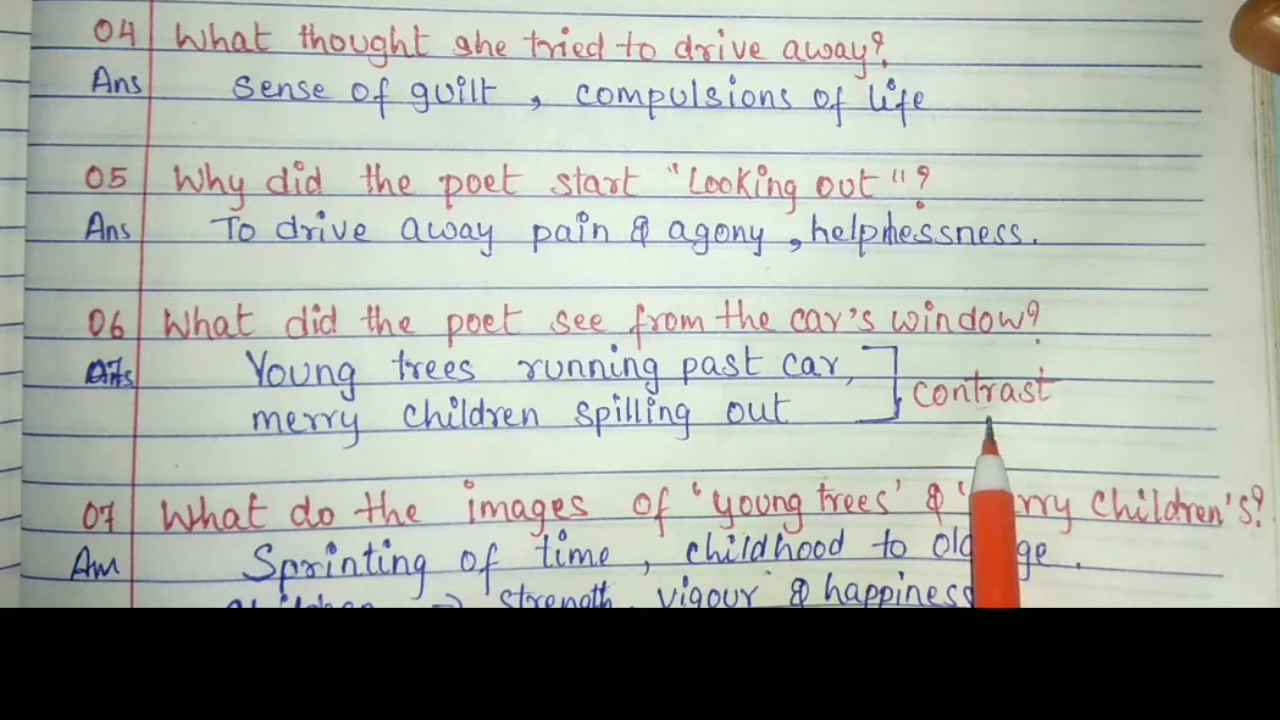 04 What thought she tried to drive away?
Ans Sense of guilt, compulsions of life
05 Why did the poet start "Looking out"?
Ans To drive away pain & agony, helplessness.
06 What did the poet see from the car's window?
Ans Young trees running past car,
merry children spilling out
contrast
07 What do the images of 'young trees' & children's?
Ans Sprinting of time, childhood to
strength, vigour & happiness